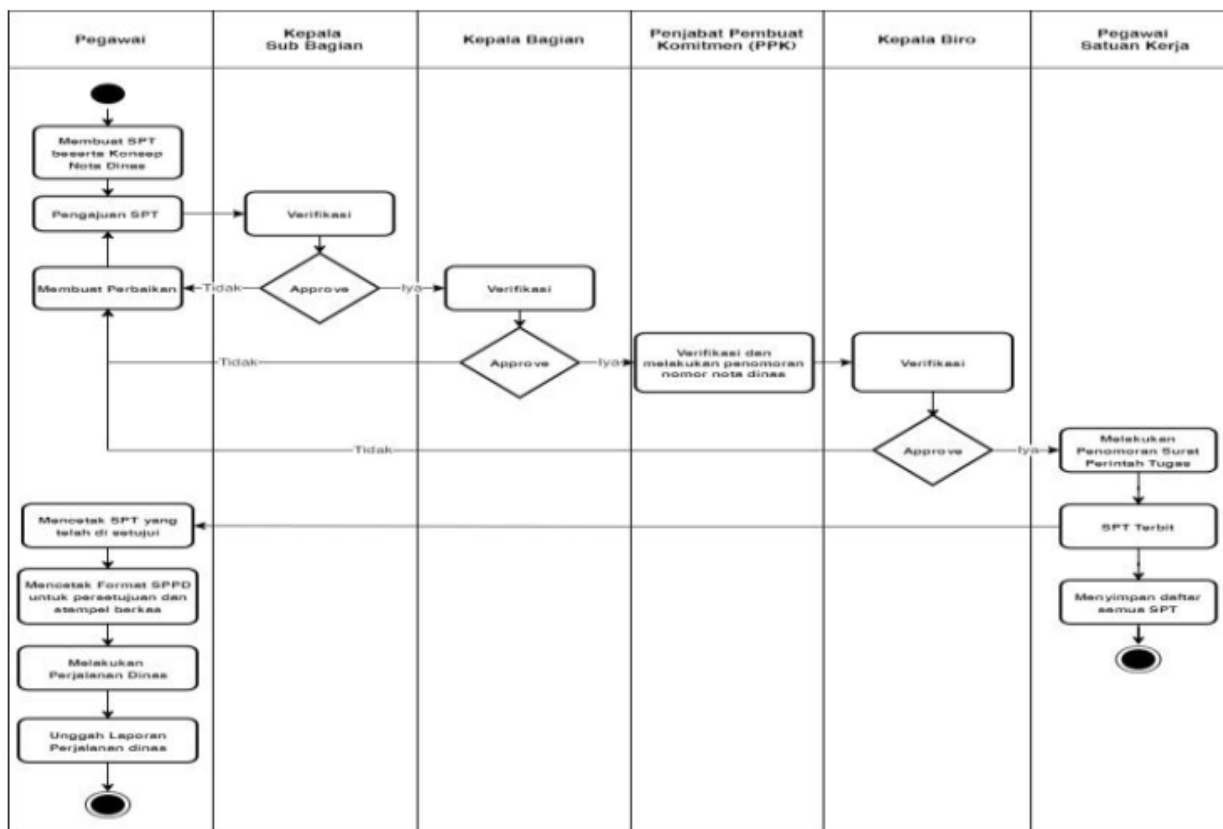 Pegawai
Kepala
Sub Bagian
Kepala Bagian
Penjabat Pembuat
Komitmen (PPK)
Kepala Biro
Pegawai
Satuan Kerja
Membuat SPT
beserta Konsep
Nota Dinas
Pengajuan SPT
Verifikasi
Membuat Perbaikan
Tidak
Approve
Iya
Verifikasi
Tidak
Approve
Iya
Verifikasi dan
melakukan penomoran
nomor nota dinas
Verifikasi
Tidak
Approve
Iya
Melakukan
Penomoran Surat
Perintah Tugas
Mencetak SPT yang
telah di setujui
SPT Terbit
Mencetak Format SPPD
untuk persetujuan dan
stempel berkas
Menyimpan daftar
semua SPT
Melakukan
Perjalanan Dinas
Unggah Laporan
Perjalanan dinas